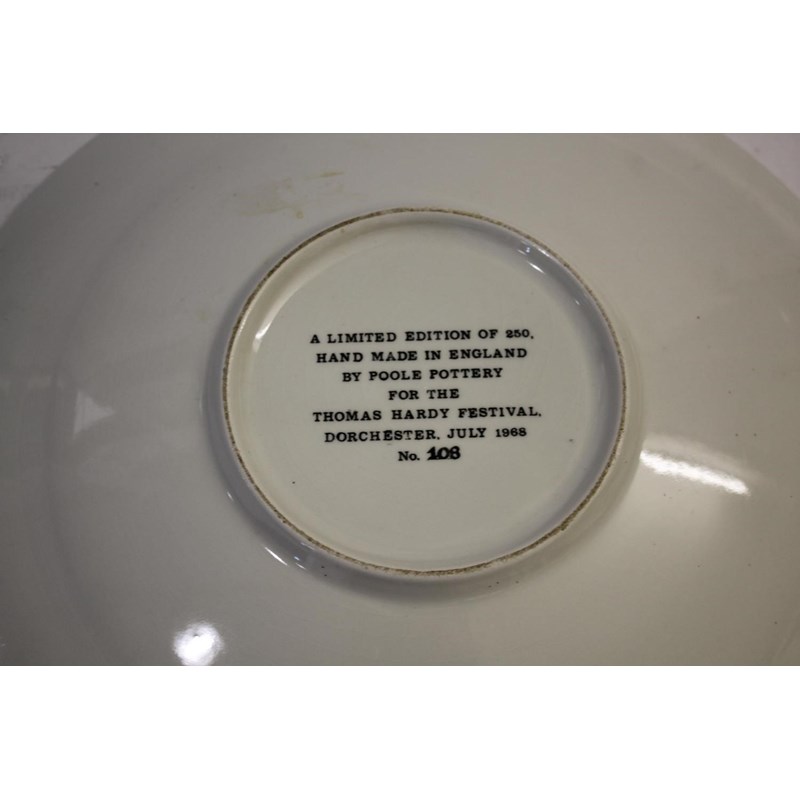 A LIMITED EDITION OF 250,
HAND MADE IN ENGLAND
BY POOLE POTTERY
FOR THE
THOMAS HARDY FESTIVAL,
DORCHESTER, JULY 1968
No. 108